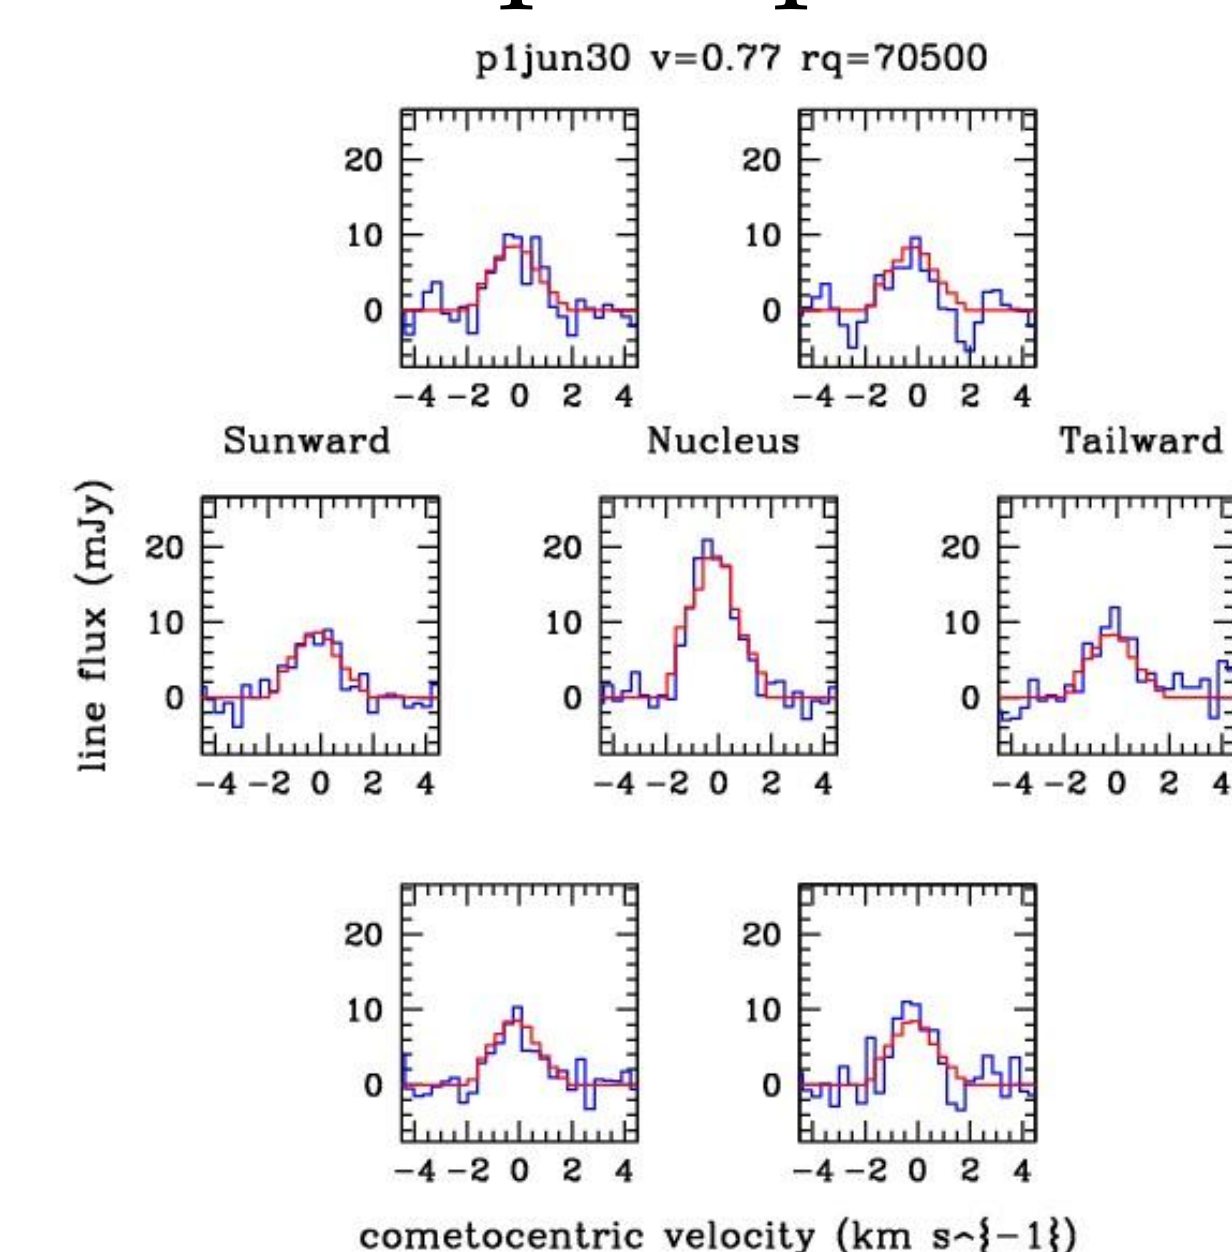 p1jun30 v=0.77 rq=70500
20 20
10 10
0 0
-4 -2 0 2 4 -4 -2 0 2 4
Sunward Nucleus Tailward
line flux (mJy)
20 20 20
10 10 10
0 0 0
-4 -2 0 2 4 -4 -2 0 2 4 -4 -2 0 2 4
20 20
10 10
0 0
-4 -2 0 2 4 -4 -2 0 2 4
cometocentric velocity (km s^{-1})